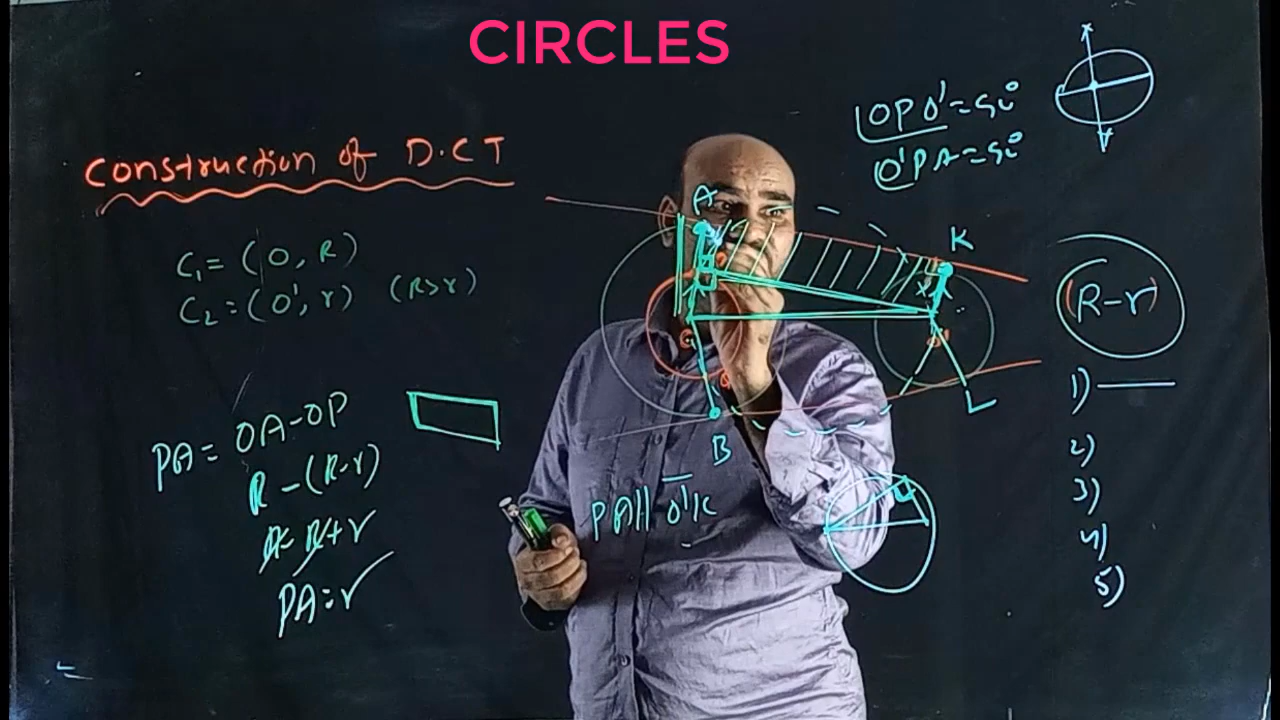 CIRCLES
Construction of D.C.T
C₁ = (O, R)
C₂ = (O', r) (R>r)
PA = OA-OP
R - (R-r)
R - R + r
PA = r
∠OPO' = 90°
∠O'PA = 90°
A
K
O'
B
L
PA || O'K
(R-r)
1)
2)
3)
4)
5)